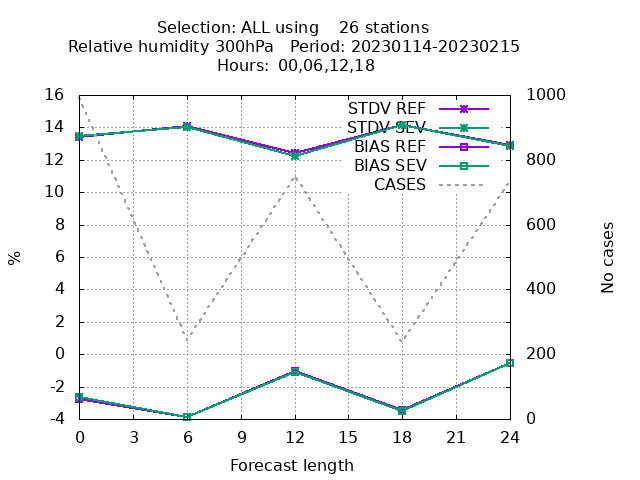 Selection: ALL using 26 stations
Relative humidity 300hPa Period: 20230114-20230215
Hours: 00,06,12,18
STDV REF
STDV SEV
BIAS REF
BIAS SEV
CASES
16
14
12
10
8
6
4
2
0
-2
-4
%
1000
800
600
400
200
0
No cases
0 3 6 9 12 15 18 21 24
Forecast length